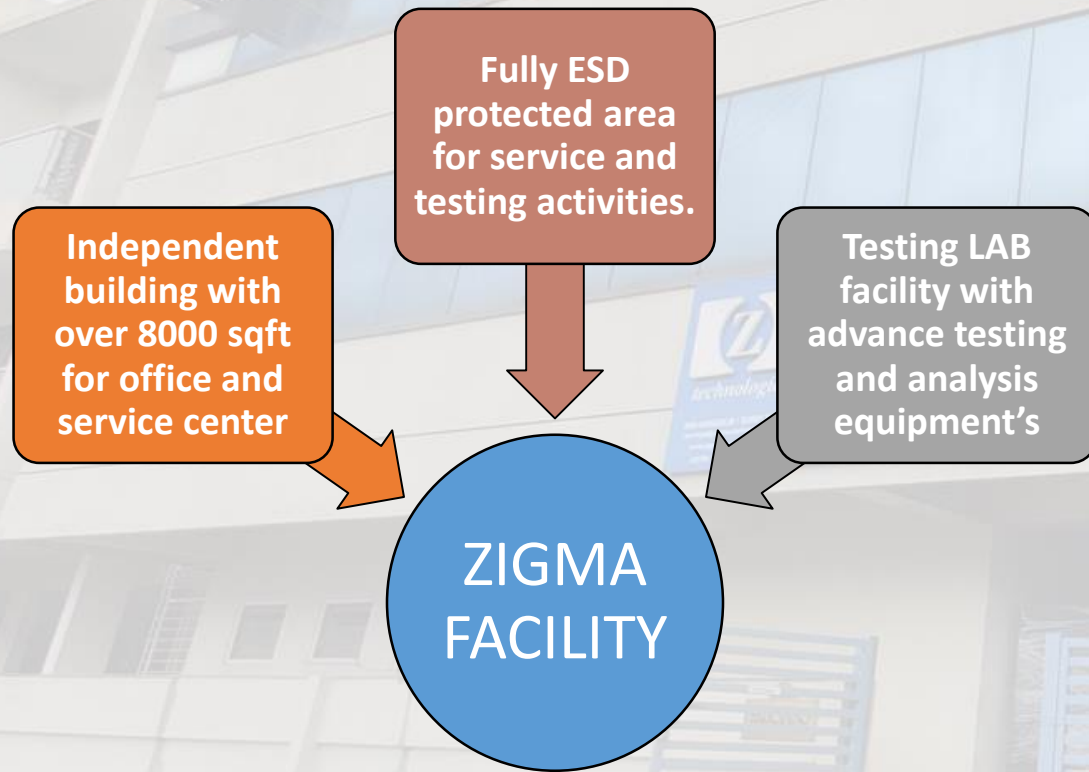 Fully ESD
protected area
for service and
testing activities.
Independent
building with
over 8000 sqft
for office and
service center
Testing LAB
facility with
advance testing
and analysis
equipment’s
Z
technologies
ZIGMA
FACILITY